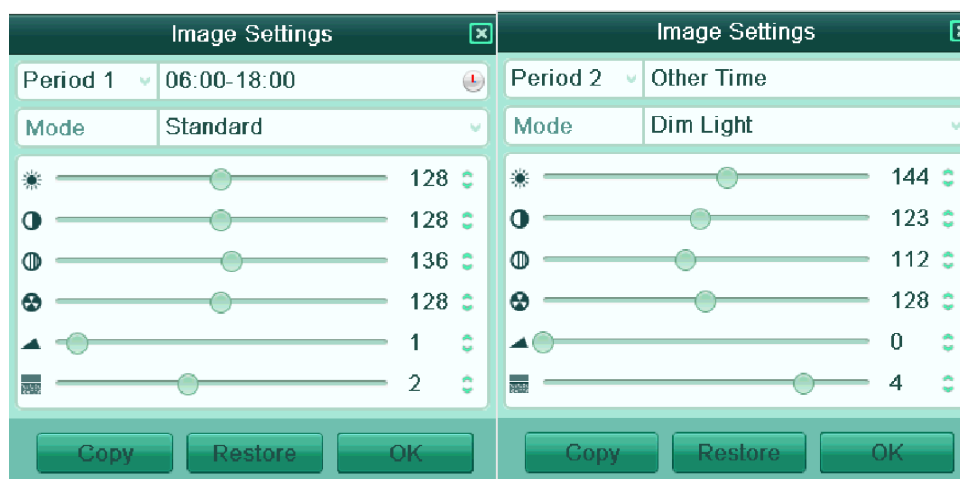 Image Settings
Period 1 06:00-18:00
Mode Standard
128
128
136
128
1
2
Copy Restore OK
Image Settings
Period 2 Other Time
Mode Dim Light
144
123
112
128
0
4
Copy Restore OK